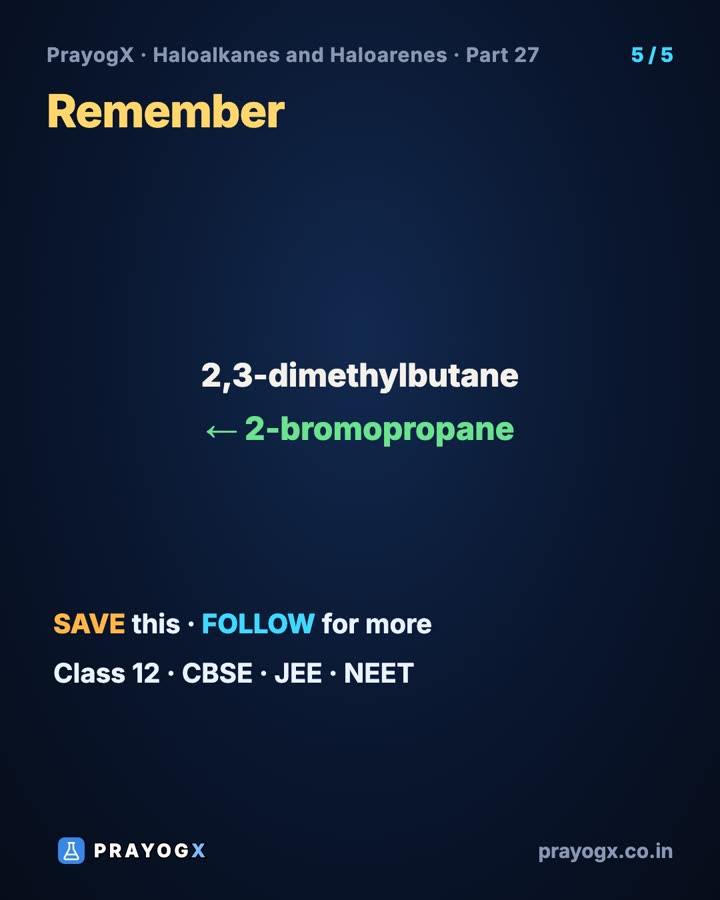 PrayogX · Haloalkanes and Haloarenes · Part 27 5 / 5
Remember
2,3-dimethylbutane
← 2-bromopropane
SAVE this · FOLLOW for more
Class 12 · CBSE · JEE · NEET
PRAYOGX prayogx.co.in